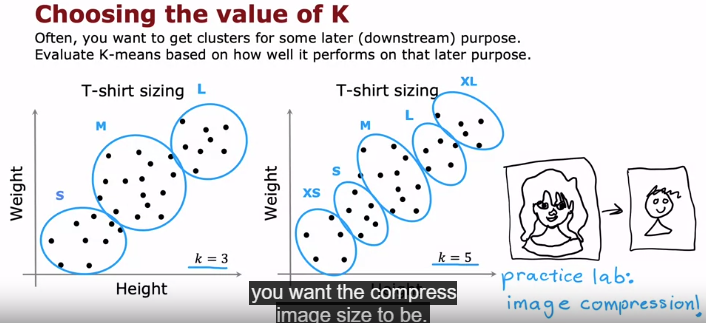 Choosing the value of K
Often, you want to get clusters for some later (downstream) purpose.
Evaluate K-means based on how well it performs on that later purpose.
T-shirt sizing
L
M
S
Weight
k = 3
Height
T-shirt sizing
XL
L
M
S
XS
Weight
k = 5
practice lab:
image compression!
you want the compress
image size to be.